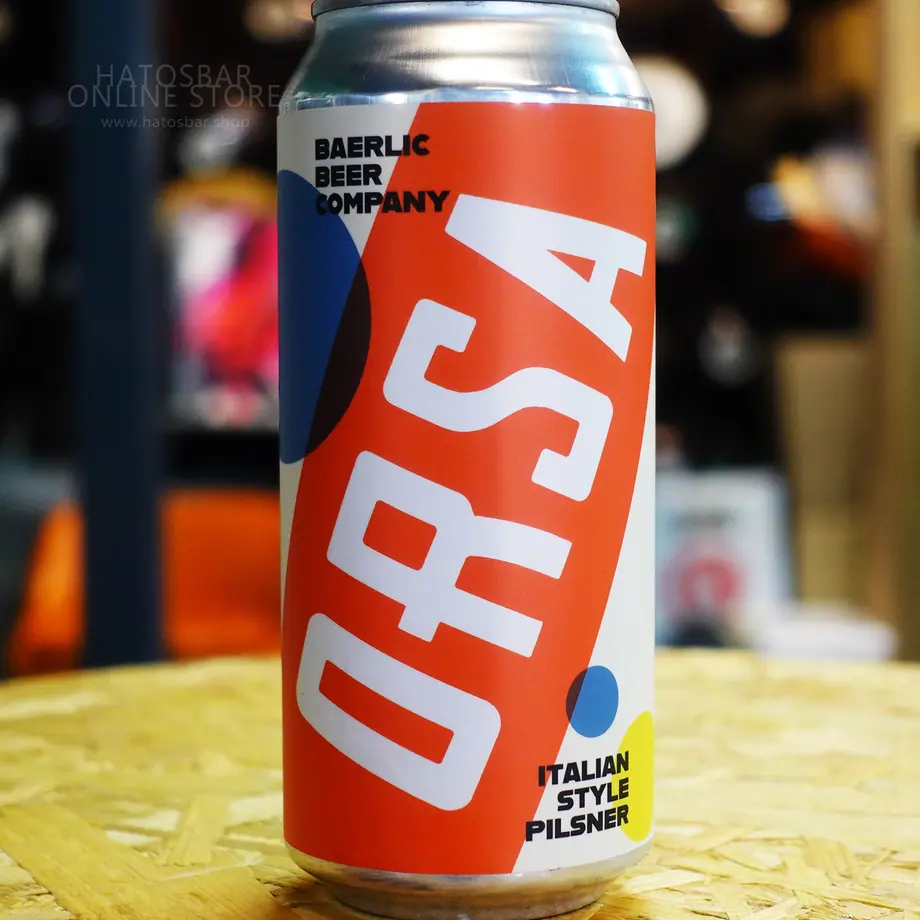 HATOSBAR
ONLINE STORE
www.hatosbar.shop
BAERLIC
BEER
COMPANY
ORSA
ITALIAN
STYLE
PILSNER